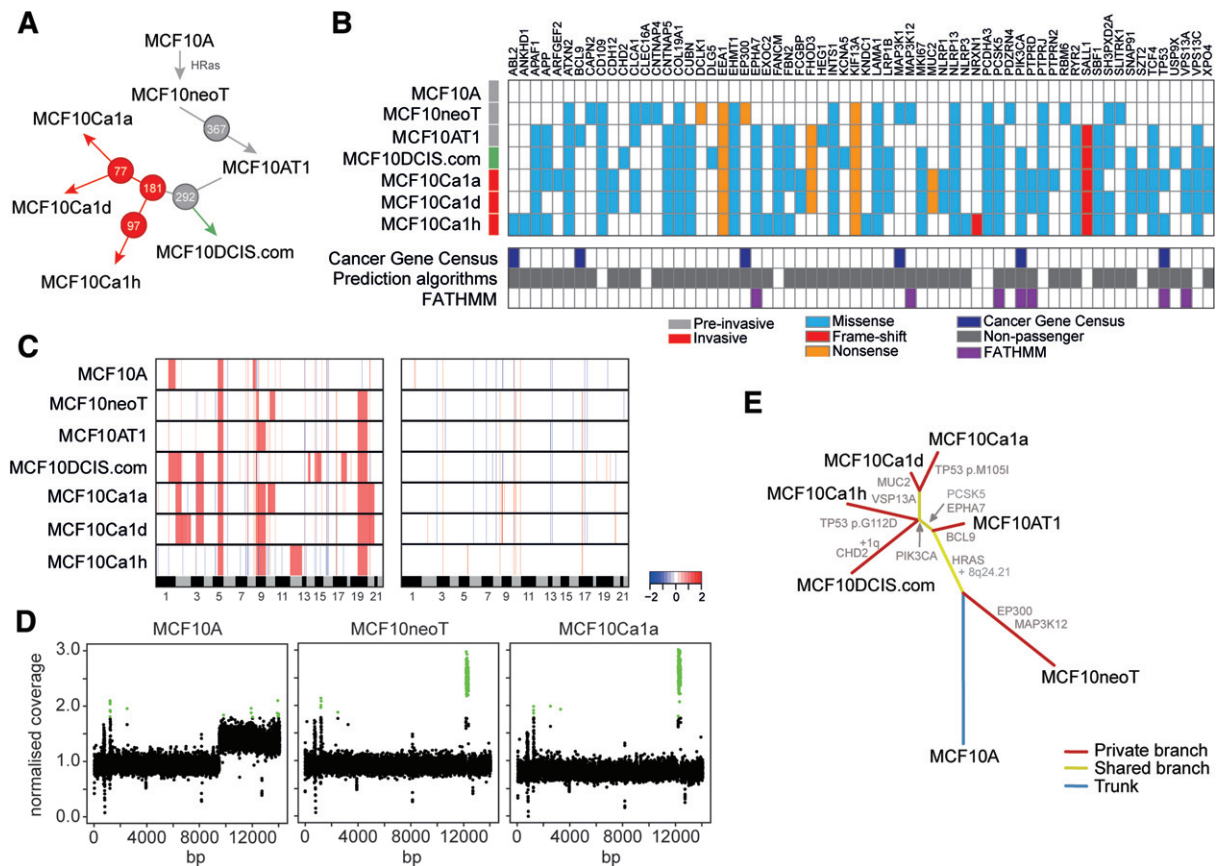 A
MCF10A
HRas
MCF10neoT
MCF10Ca1a
367
MCF10AT1
77
181
292
MCF10Ca1d
97
MCF10DCIS.com
MCF10Ca1h
B
ABL2
ANKHD1
APAF1
APP
ARFGEF2
ATXN2
BCL9
CAPN2
CD109
CDH12
CHD2
CLCA1
CLEC16A
CNTNAP4
CNTNAP5
COL19A1
CUBN
DCLK1
DLG5
EEA1
EHMT1
EP300
EPHA7
EXOC2
FANCM
FBN2
FCGBP
FHOD3
HEG1
INTS1
KCNA5
KIF13A
KNDC1
LAMA1
LRP1B
MAP3K1
MAP3K12
MKI67
MUC2
NLRP1
NLRP13
NLRP3
NRXN1
PCDHA3
PCSK5
PDZRN4
PIK3CA
PTPRD
PTPRJ
PTPRN2
RBM6
RYR2
SALL1
SBF1
SH3PXD2A
SLITRK1
SNAP91
SZT2
TCF4
TP53
USP9X
VPS13A
VPS13C
XPO4
MCF10A
MCF10neoT
MCF10AT1
MCF10DCIS.com
MCF10Ca1a
MCF10Ca1d
MCF10Ca1h
Cancer Gene Census
Prediction algorithms
FATHMM
Pre-invasive
Invasive
Missense
Frame-shift
Nonsense
Cancer Gene Census
Non-passenger
FATHMM
C
MCF10A
MCF10neoT
MCF10AT1
MCF10DCIS.com
MCF10Ca1a
MCF10Ca1d
MCF10Ca1h
1 3 5 7 9 11 13 15 17 19 21
1 3 5 7 9 11 13 15 17 19 21
−2 0 2
D
MCF10A
MCF10neoT
MCF10Ca1a
normalised coverage
3.0
2.0
1.0
0.0
0 4000 8000 12000
0 4000 8000 12000
0 4000 8000 12000
bp
bp
bp
E
MCF10Ca1a
MCF10Ca1d
TP53 p.M105I
MUC2
MCF10Ca1h
VSP13A
PCSK5
EPHA7
MCF10AT1
TP53 p.G112D
BCL9
+1q
CHD2
PIK3CA
HRAS
+ 8q24.21
MCF10DCIS.com
EP300
MAP3K12
MCF10neoT
MCF10A
Private branch
Shared branch
Trunk